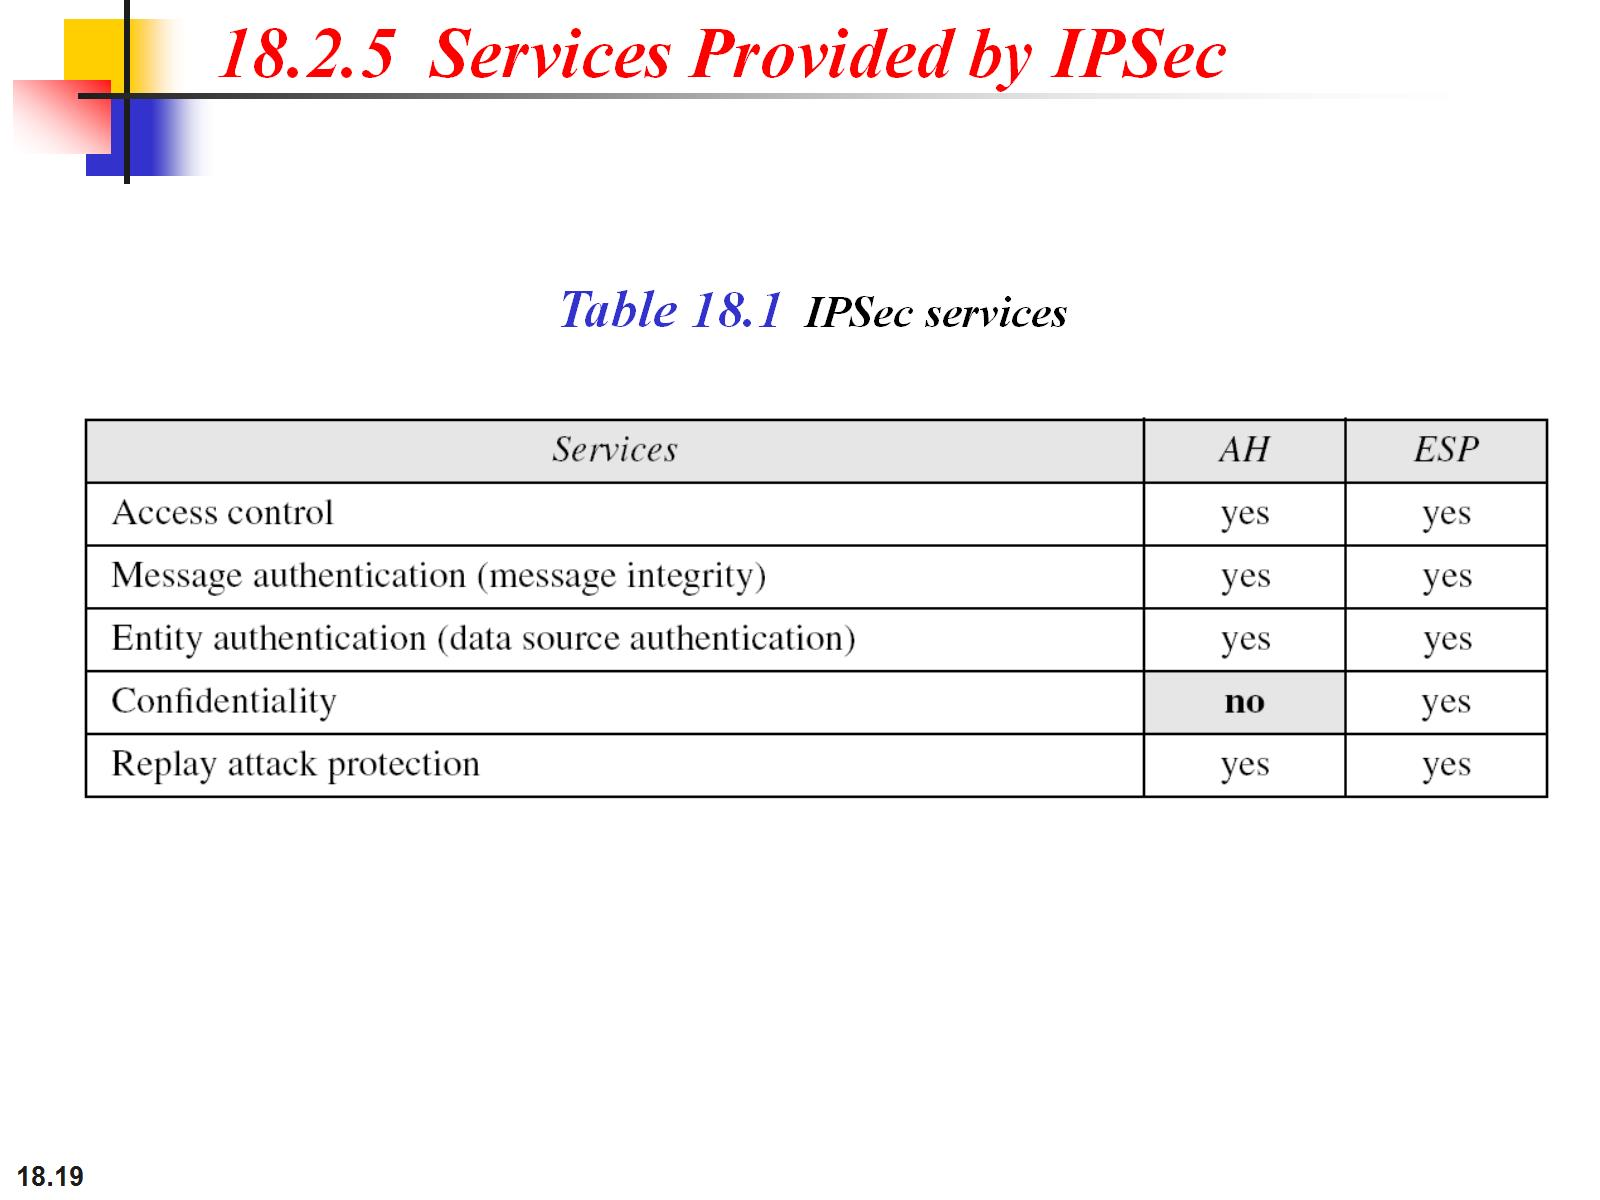 18.2.5 Services Provided by IPSec
Table 18.1 IPSec services
Services AH ESP
Access control yes yes
Message authentication (message integrity) yes yes
Entity authentication (data source authentication) yes yes
Confidentiality no yes
Replay attack protection yes yes
18.19